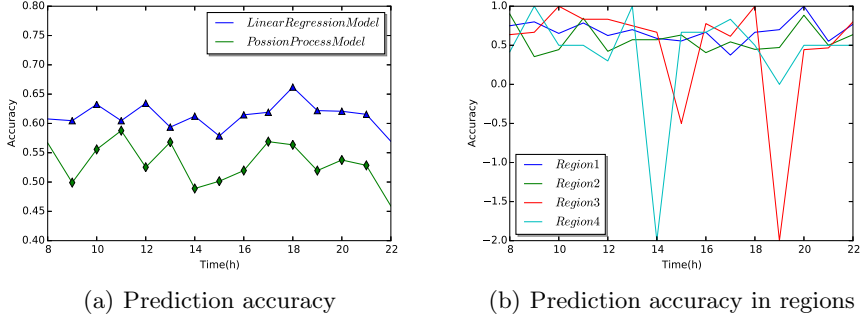 0.80
0.75
0.70
0.65
0.60
0.55
0.50
0.45
0.40
Accuracy
LinearRegressionModel
PossionProcessModel
8 10 12 14 16 18 20 22
Time(h)
(a) Prediction accuracy
1.0
0.5
0.0
−0.5
−1.0
−1.5
−2.0
Accuracy
Region1
Region2
Region3
Region4
8 10 12 14 16 18 20 22
Time(h)
(b) Prediction accuracy in regions